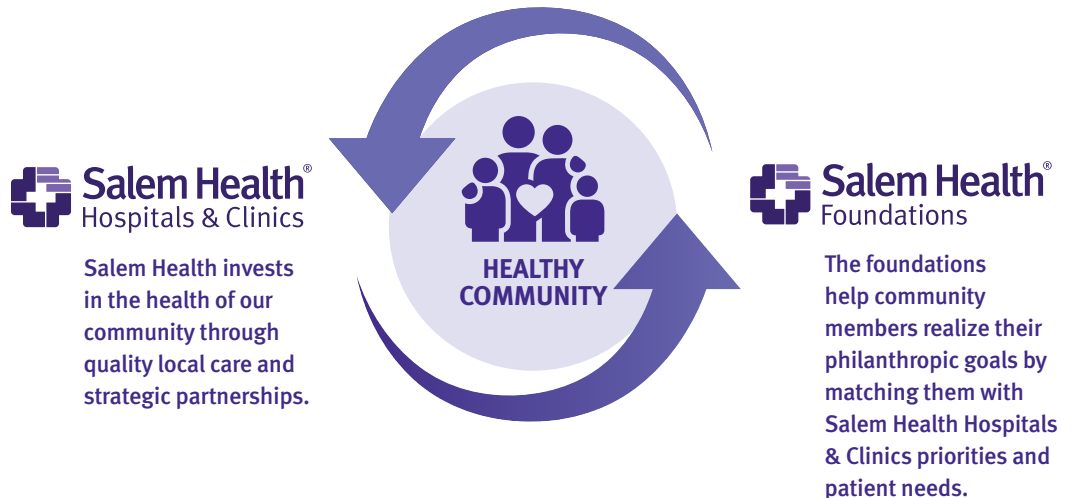 Salem Health®
Hospitals & Clinics
Salem Health invests
in the health of our
community through
quality local care and
strategic partnerships.
HEALTHY
COMMUNITY
Salem Health®
Foundations
The foundations
help community
members realize their
philanthropic goals by
matching them with
Salem Health Hospitals
& Clinics priorities and
patient needs.